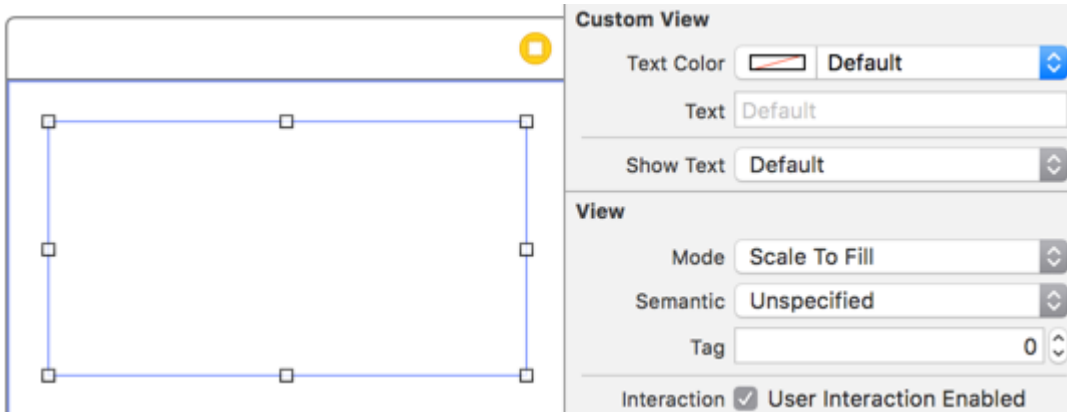 Custom View
Text Color Default
Text Default
Show Text Default
View
Mode Scale To Fill
Semantic Unspecified
Tag 0
Interaction User Interaction Enabled